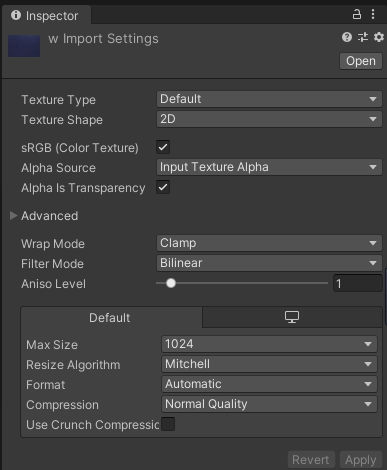 Inspector
w Import Settings
Open
Texture Type Default
Texture Shape 2D
sRGB (Color Texture)
Alpha Source Input Texture Alpha
Alpha Is Transparency
Advanced
Wrap Mode Clamp
Filter Mode Bilinear
Aniso Level 1
Default
Max Size 1024
Resize Algorithm Mitchell
Format Automatic
Compression Normal Quality
Use Crunch Compressic
Revert Apply